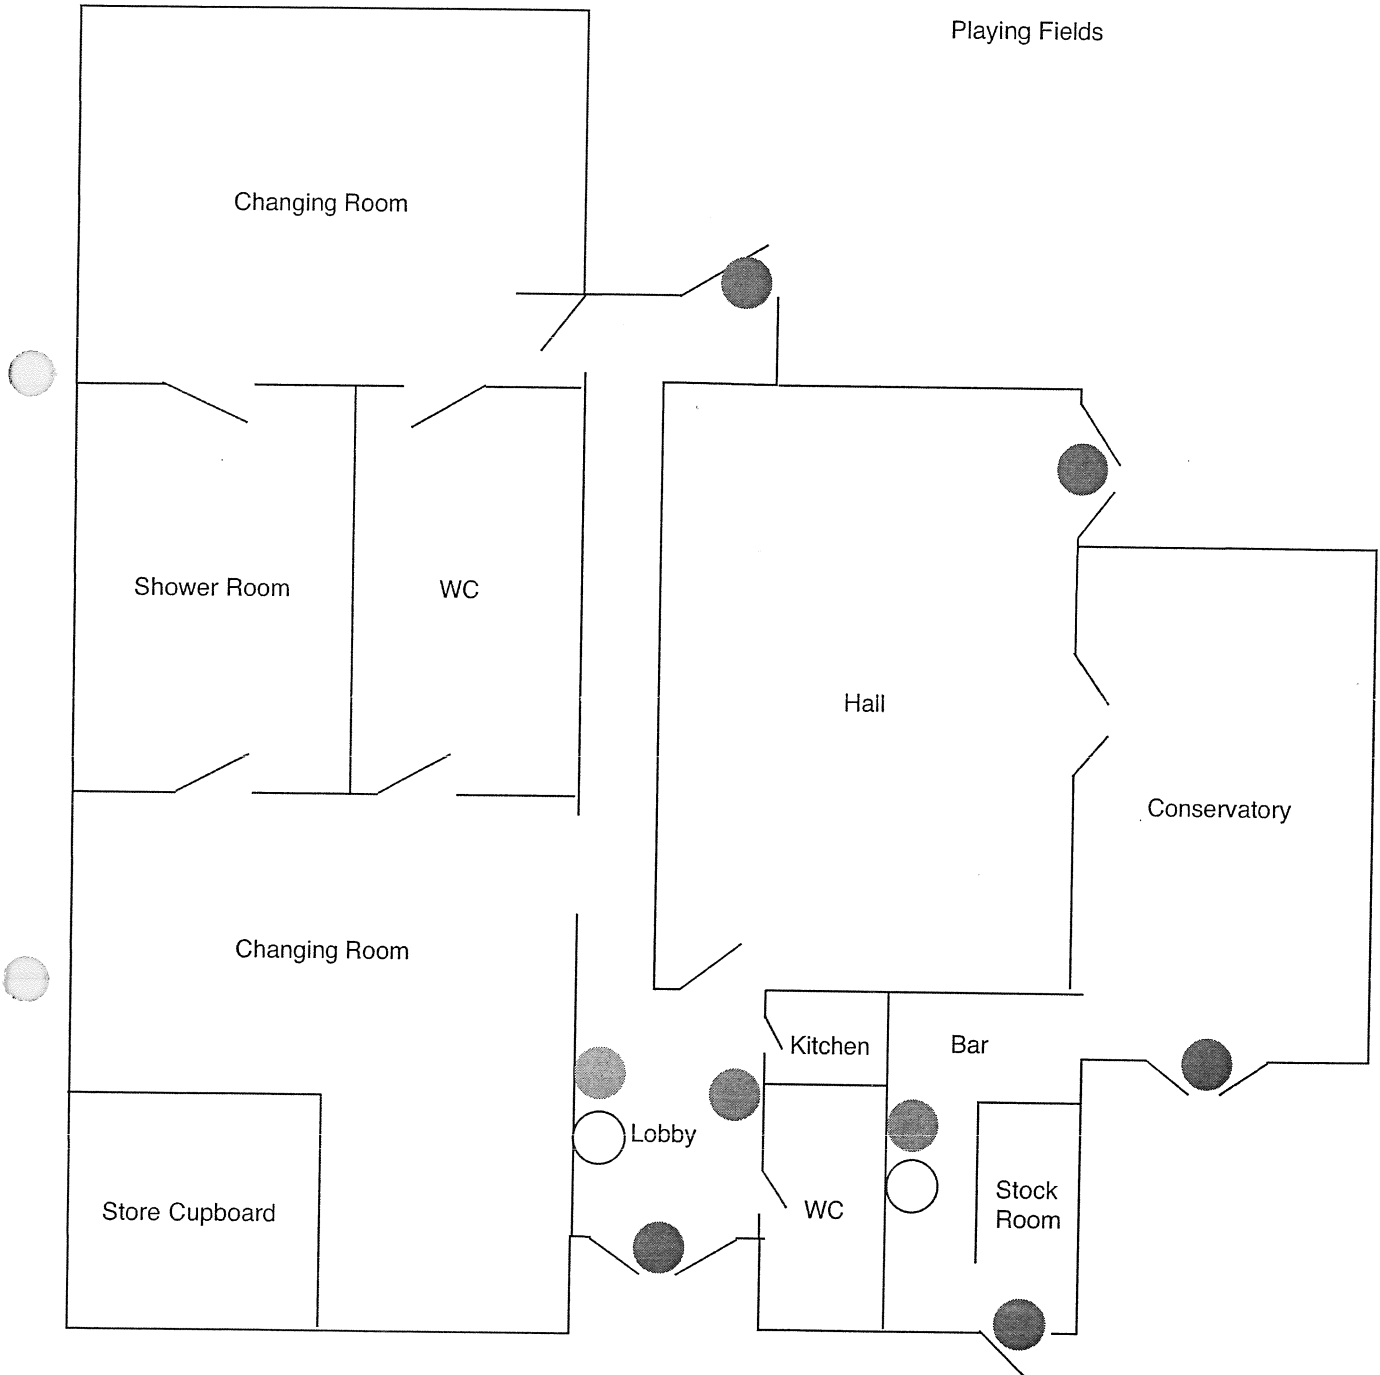 Playing Fields
Changing Room
Shower Room
WC
Hall
Conservatory
Changing Room
Kitchen
Bar
Lobby
Store Cupboard
WC
Stock
Room